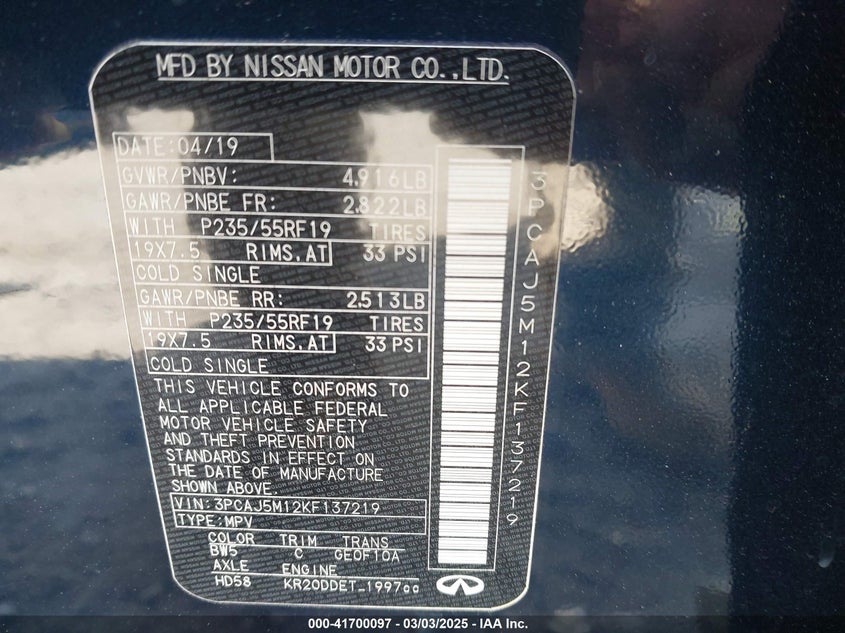 MFD BY NISSAN MOTOR CO.,LTD.
DATE:04/19
GVWR/PNBV: 4,916LB
GAWR/PNBE FR: 2,822LB
WITH P235/55RF19 TIRES
19X7.5 RIMS,AT 33 PSI
COLD SINGLE
GAWR/PNBE RR: 2,513LB
WITH P235/55RF19 TIRES
19X7.5 RIMS,AT 33 PSI
COLD SINGLE
THIS VEHICLE CONFORMS TO
ALL APPLICABLE FEDERAL
MOTOR VEHICLE SAFETY
AND THEFT PREVENTION
STANDARDS IN EFFECT ON
THE DATE OF MANUFACTURE
SHOWN ABOVE.
VIN: 3PCAJ5M12KF137219
TYPE: MPV
COLOR TRIM TRANS
BW5 C GE0F10A
AXLE ENGINE
HD58 KR20DDET_1997cc
3PCAJ5M12KF137219
000-41700097 - 03/03/2025 - IAA Inc.